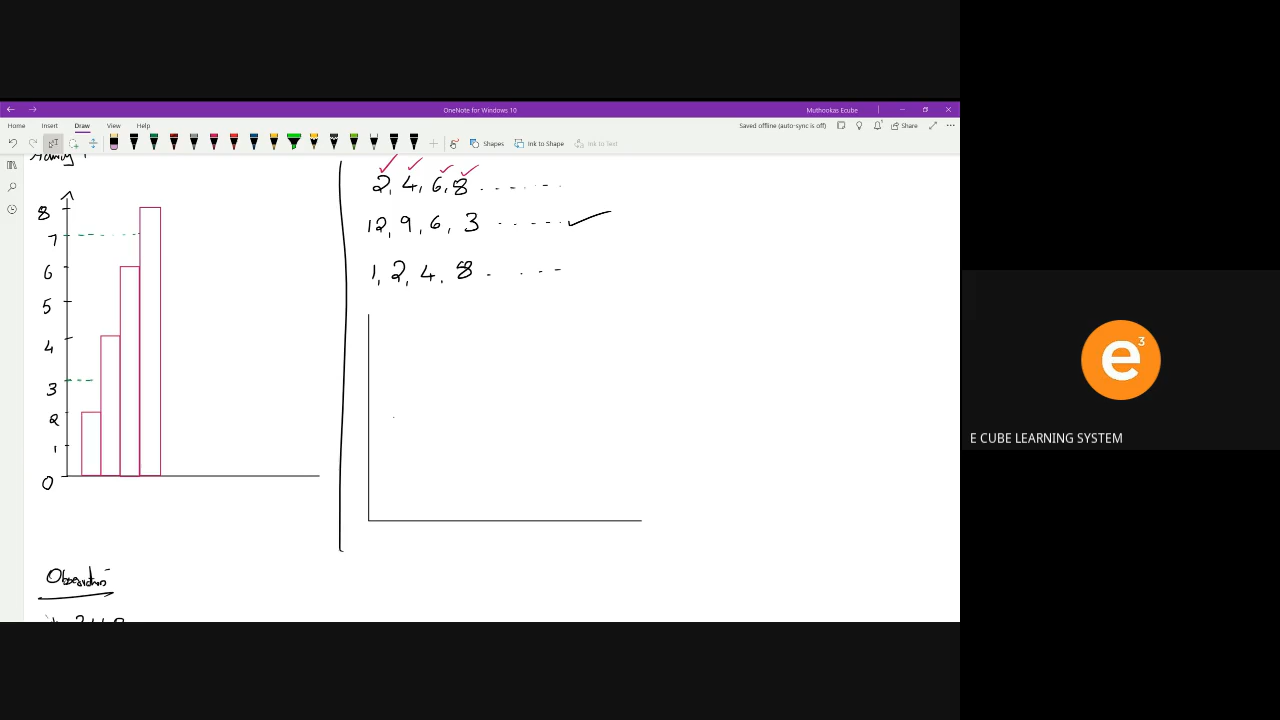 OneNote for Windows 10
Muthookas Ecube
Home Insert Draw View Help
Saved offline (auto-sync is off)
Share
Shapes
Ink to Shape
Ink to Text
8
7
6
5
4
3
2
1
0
2, 4, 6, 8 .......
12, 9, 6, 3 .....
1, 2, 4, 8 .....
e3
E CUBE LEARNING SYSTEM